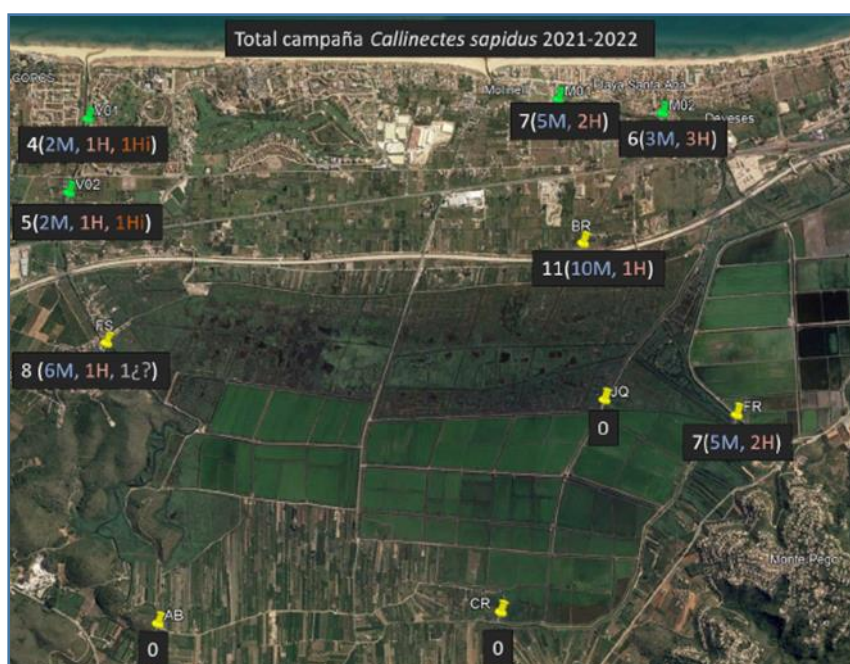 Total campaña Callinectes sapidus 2021-2022
V01
4(2M, 1H, 1Hi)
Molinell
M01
Playa Santa Ana
7(5M, 2H)
M02
Deveses
6(3M, 3H)
V02
5(2M, 1H, 1Hi)
BR
11(10M, 1H)
FS
8 (6M, 1H, 1¿?)
JQ
0
FR
7(5M, 2H)
Monte Pego
AB
0
CR
0